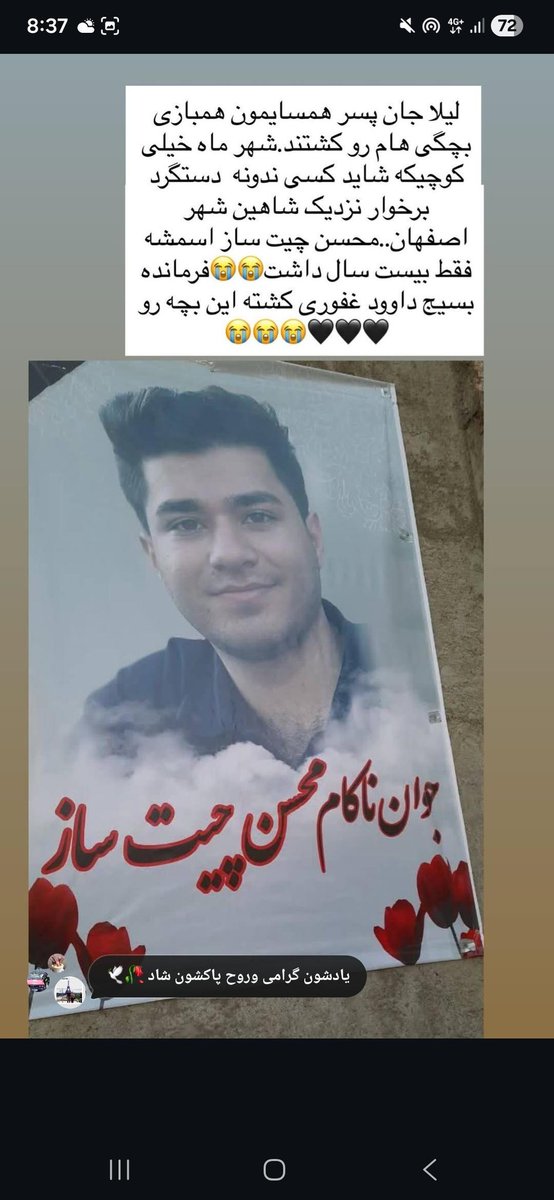 8:37
4G+
72
لیلا جان پسر همسایمون همبازی
بچگی هام رو کشتند.شهر ماه خیلی
کوچیکه شاید کسی ندونه دستگرد
برخوار نزدیک شاهین شهر
اصفهان..محسن چیت ساز اسمشه
فقط بیست سال داشت😭😭فرمانده
بسیج داوود غفوری کشته این بچه رو
🖤🖤🖤😭😭😭
جوان ناکام محسن چیت ساز
یادشون گرامی وروح پاکشون شاد 🥀🕊